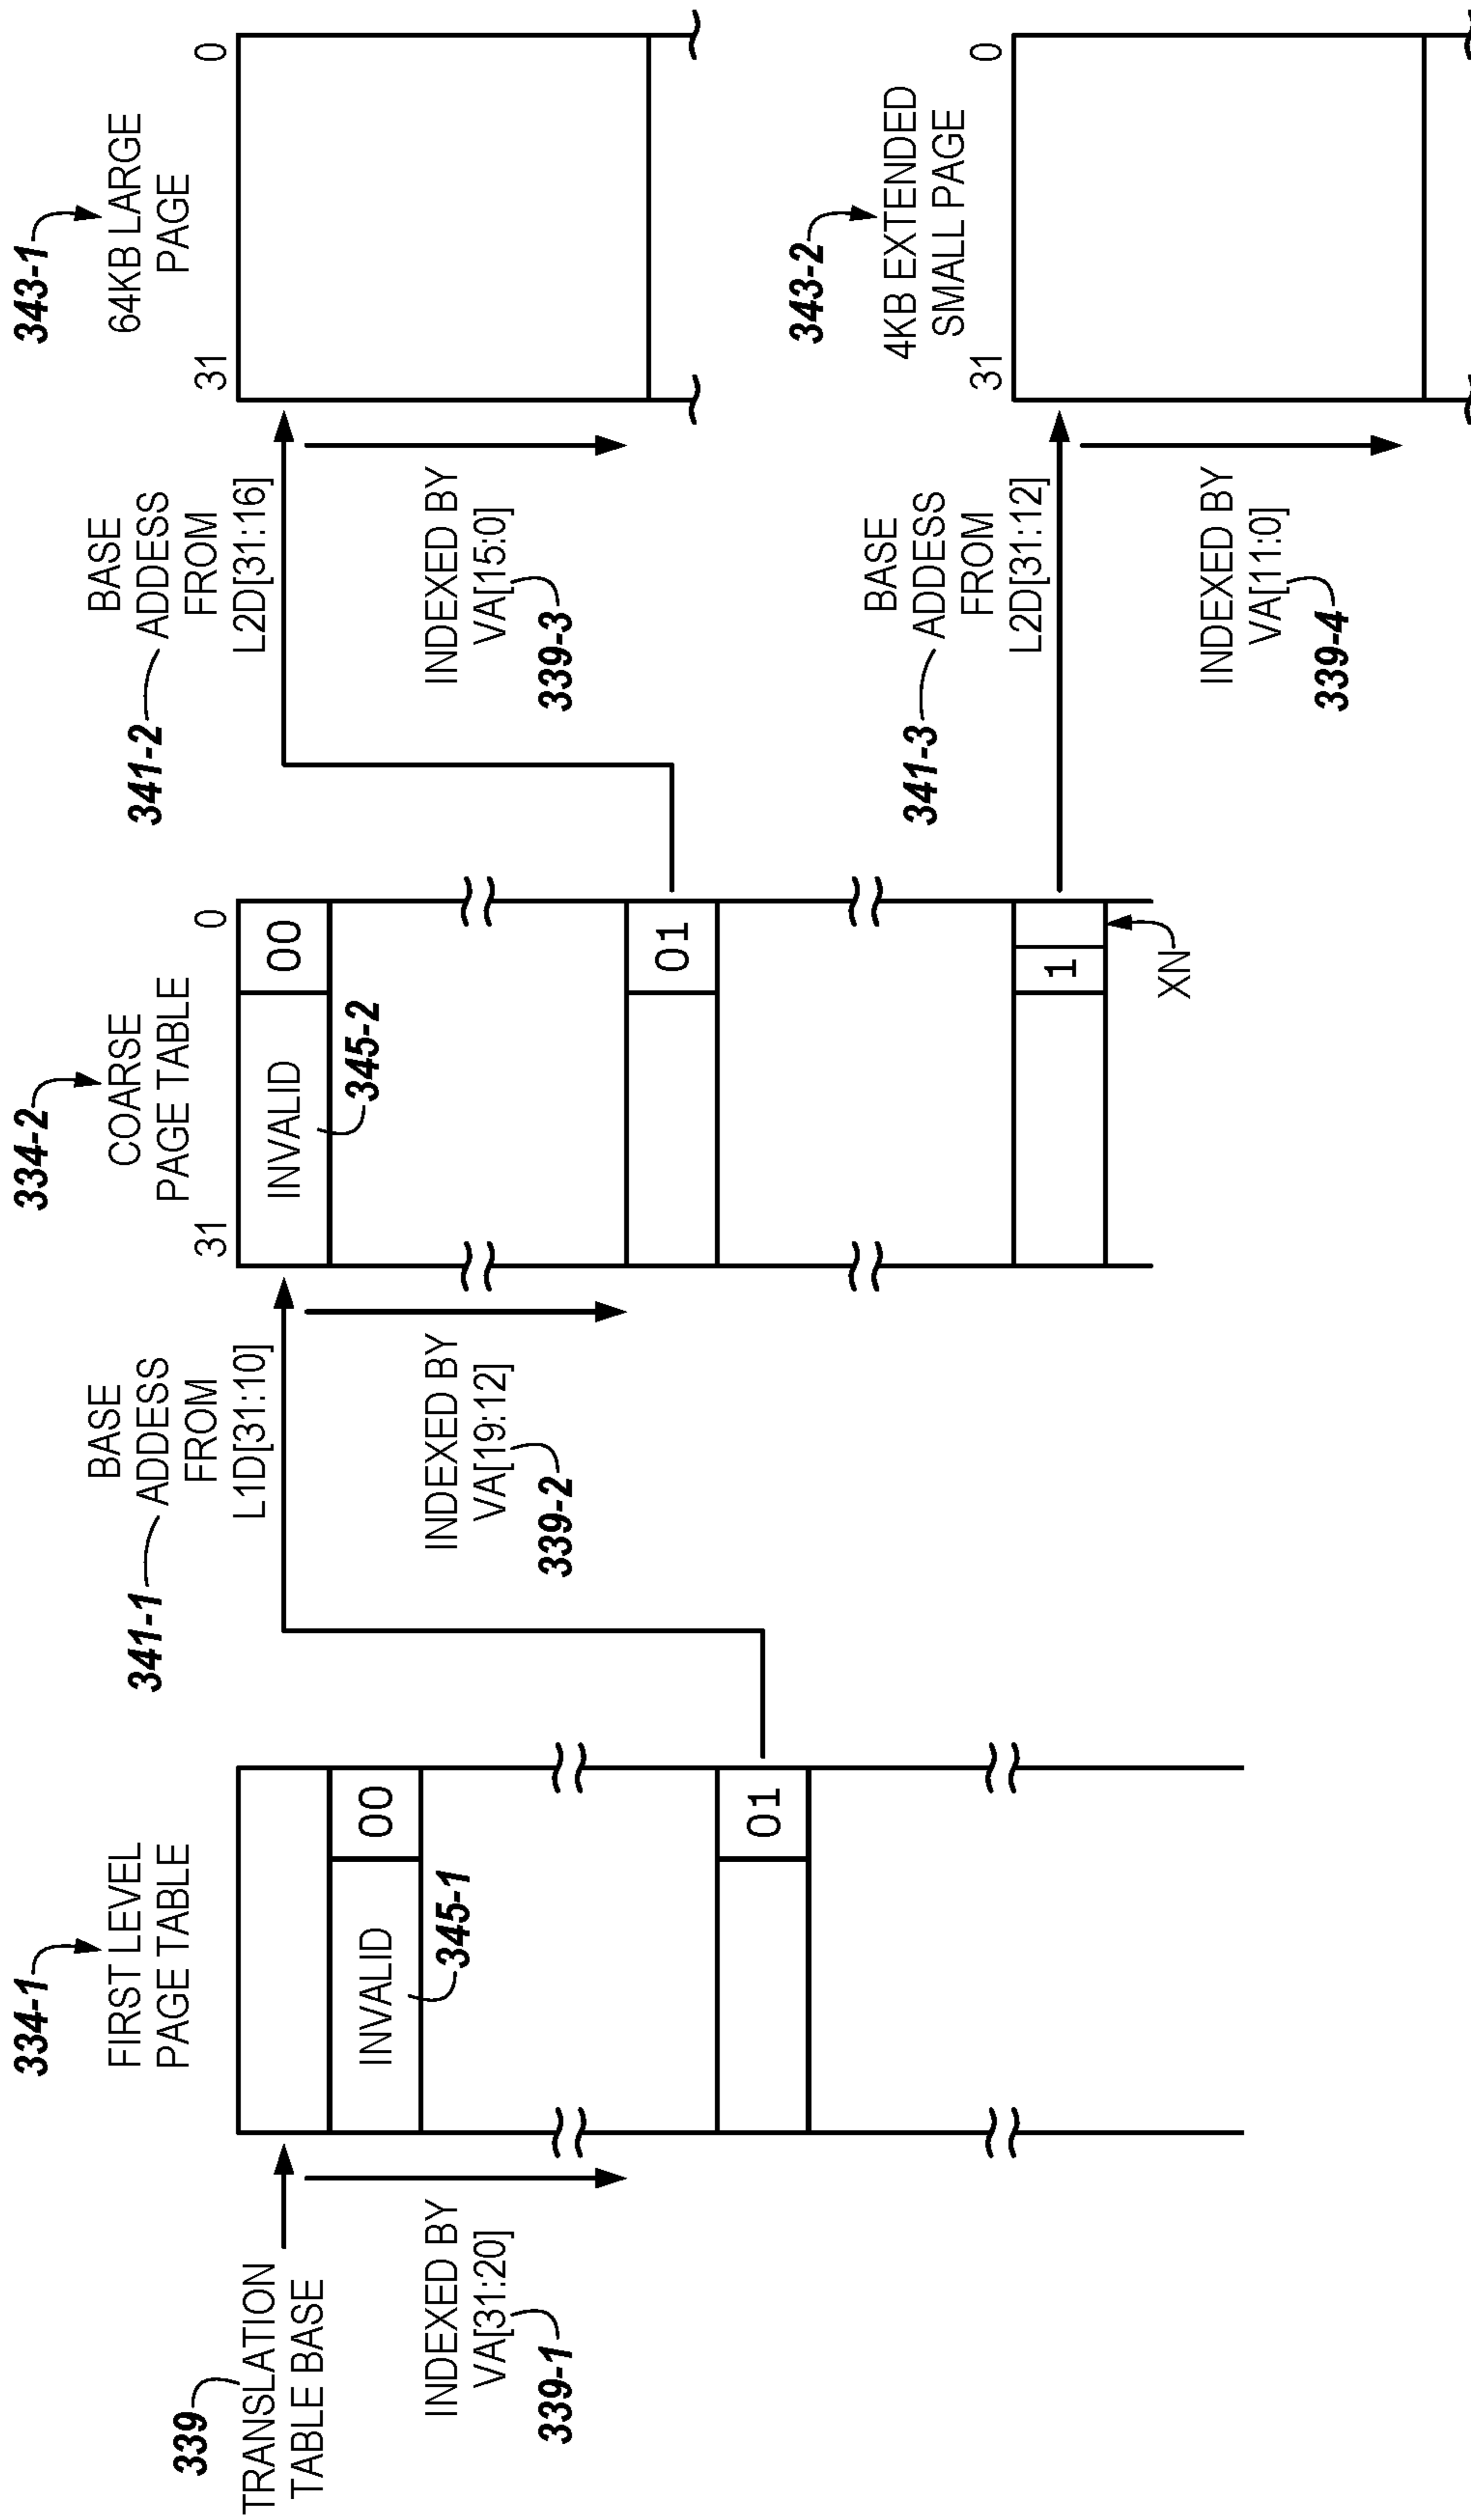 339
TRANSLATION
TABLE BASE
INDEXED BY
VA[31:20]
339-1
334-1
FIRST LEVEL
PAGE TABLE
INVALID
00
345-1
01
341-1
BASE
ADDESS
FROM
L1D[31:10]
INDEXED BY
VA[19:12]
339-2
334-2
COARSE
PAGE TABLE
31
0
INVALID
00
345-2
01
1
XN
341-2
BASE
ADDESS
FROM
L2D[31:16]
INDEXED BY
VA[15:0]
339-3
343-1
64KB LARGE
PAGE
31
0
341-3
BASE
ADDESS
FROM
L2D[31:12]
INDEXED BY
VA[11:0]
339-4
343-2
4KB EXTENDED
SMALL PAGE
31
0